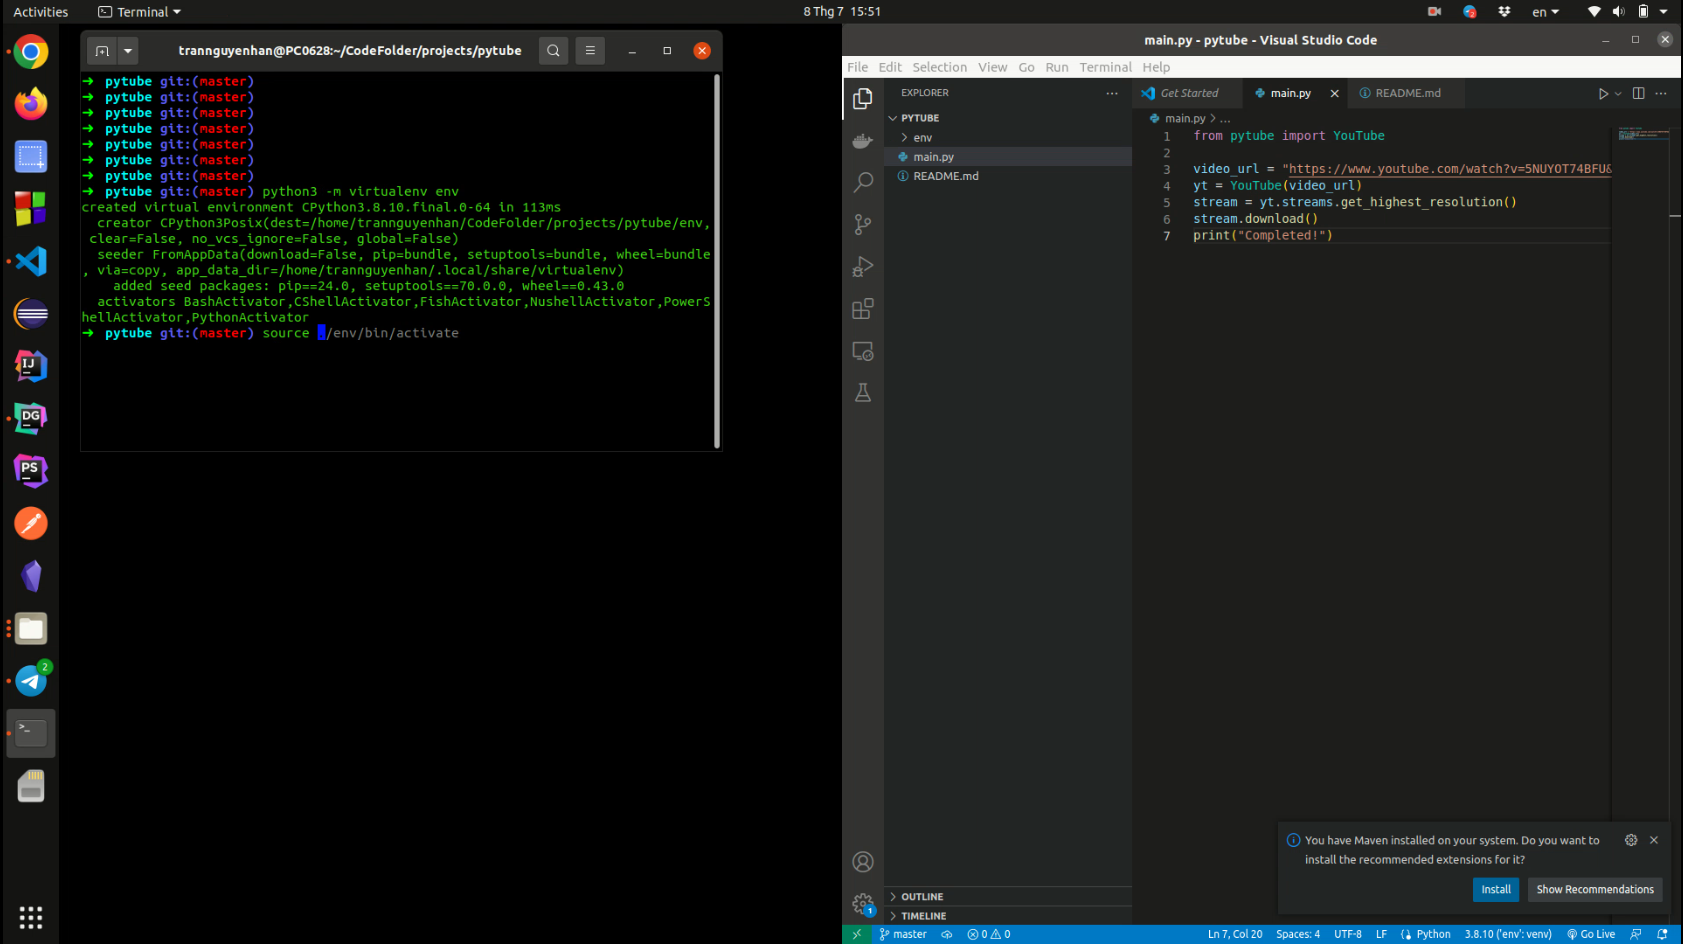 Activities
Terminal
8 Thg 7 15:51
en
trannguyenhan@PC0628:~/CodeFolder/projects/pytube
➜ pytube git:(master)
➜ pytube git:(master)
➜ pytube git:(master)
➜ pytube git:(master)
➜ pytube git:(master)
➜ pytube git:(master)
➜ pytube git:(master)
➜ pytube git:(master) python3 -m virtualenv env
created virtual environment CPython3.8.10.final.0-64 in 113ms
creator CPython3Posix(dest=/home/trannguyenhan/CodeFolder/projects/pytube/env,
clear=False, no_vcs_ignore=False, global=False)
seeder FromAppData(download=False, pip=bundle, setuptools=bundle, wheel=bundle
, via=copy, app_data_dir=/home/trannguyenhan/.local/share/virtualenv)
added seed packages: pip==24.0, setuptools==70.0.0, wheel==0.43.0
activators BashActivator,CShellActivator,FishActivator,NushellActivator,PowerS
hellActivator,PythonActivator
➜ pytube git:(master) source ./env/bin/activate
IJ
DG
PS
2
main.py - pytube - Visual Studio Code
File Edit Selection View Go Run Terminal Help
EXPLORER
PYTUBE
env
main.py
README.md
OUTLINE
TIMELINE
Get Started
main.py
README.md
main.py > ...
1 from pytube import YouTube
2
3 video_url = "https://www.youtube.com/watch?v=5NUYOT74BFU&
4 yt = YouTube(video_url)
5 stream = yt.streams.get_highest_resolution()
6 stream.download()
7 print("Completed!")
You have Maven installed on your system. Do you want to
install the recommended extensions for it?
Install
Show Recommendations
1
master
0 0
Ln 7, Col 20
Spaces: 4
UTF-8
LF
Python
3.8.10 ('env': venv)
Go Live